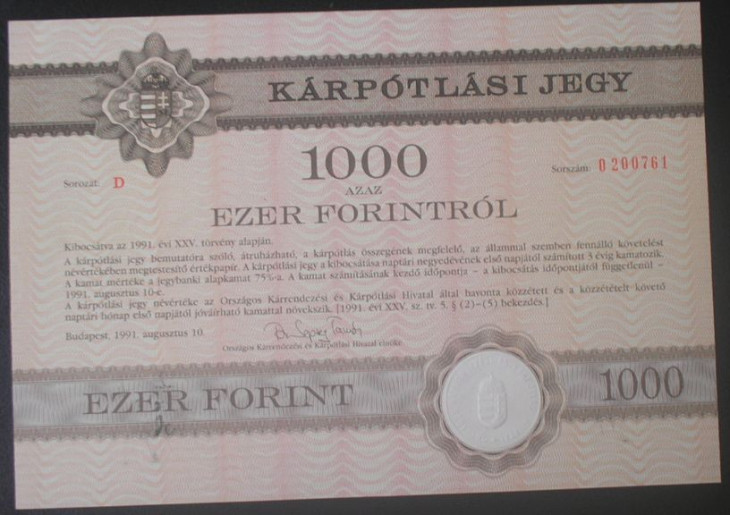 KÁRPÓTLÁSI JEGY
1000
AZAZ
EZER FORINTRÓL
Sorozat: D
Sorszám: 0 200761
Kibocsátva az 1991. évi XXV. törvény alapján.
A kárpótlási jegy bemutatóra szóló, átruházható, a kárpótlás összegének megfelelő, az állammal szemben fennálló követelést
névértékében megtestesítő értékpapír. A kárpótlási jegy a kibocsátása naptári negyedévének első napjától számított 3 évig kamatozik.
A kamat mértéke a jegybanki alapkamat 75%-a. A kamat számításának kezdő időpontja – a kibocsátás időpontjától függetlenül –
1991. augusztus 10-e.
A kárpótlási jegy névértéke az Országos Kárrendezési és Kárpótlási Hivatal által havonta közzétett és a közzétételt követő
naptári hónap első napjától jóváírható kamattal növekszik. [1991. évi XXV. sz. tv. 5. § (2)–(5) bekezdés.]
Budapest, 1991. augusztus 10.
Országos Kárrendezési és Kárpótlási Hivatal elnöke
EZER FORINT
1000